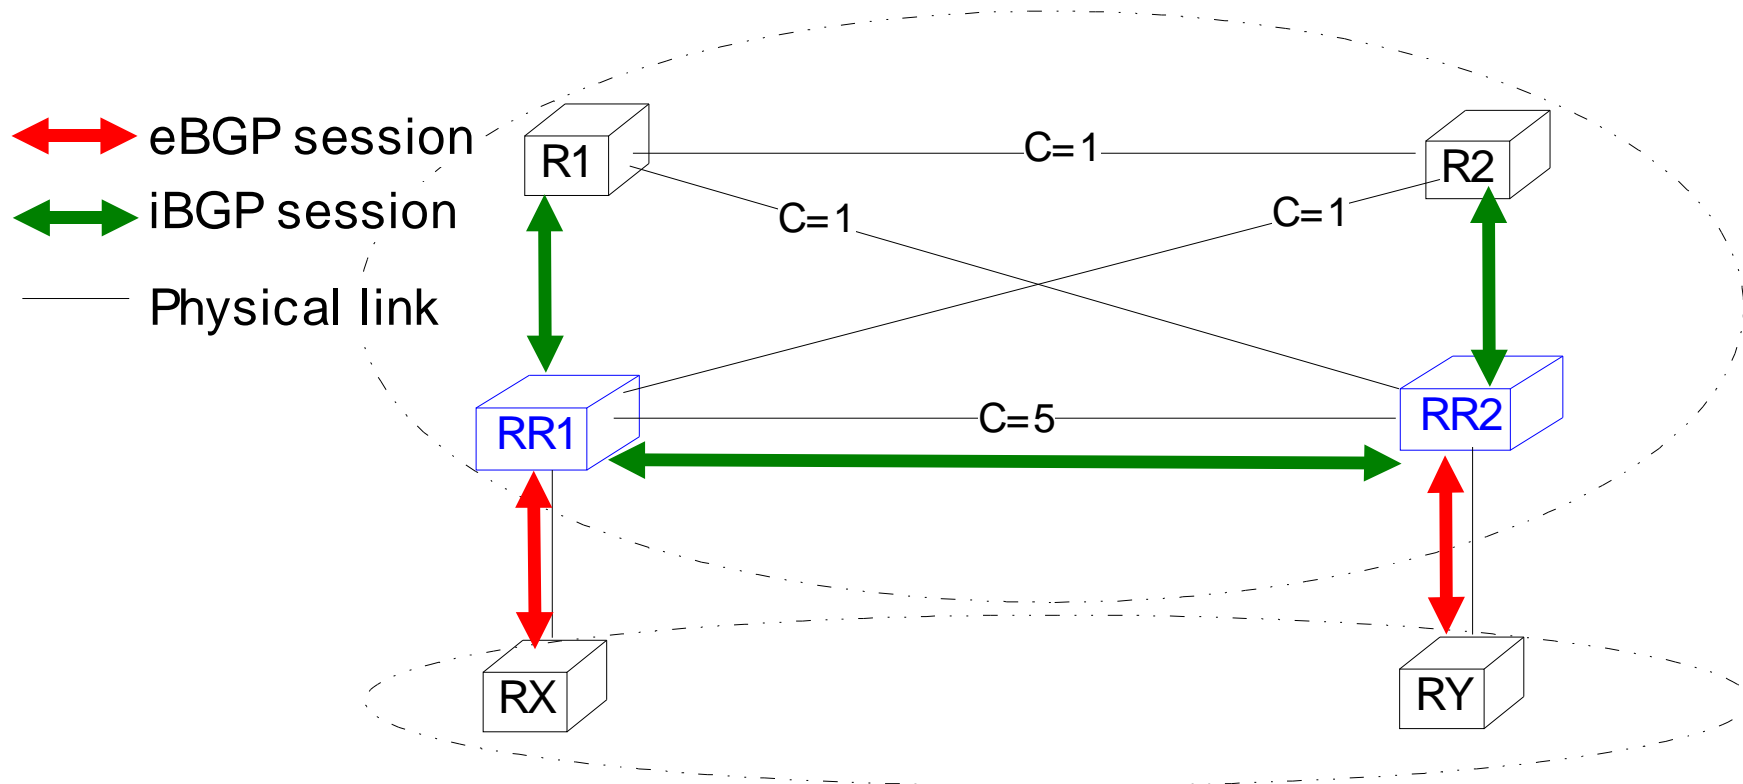 eBGP session
iBGP session
Physical link
R1
C=1
R2
C=1
C=1
RR1
C=5
RR2
RX
RY